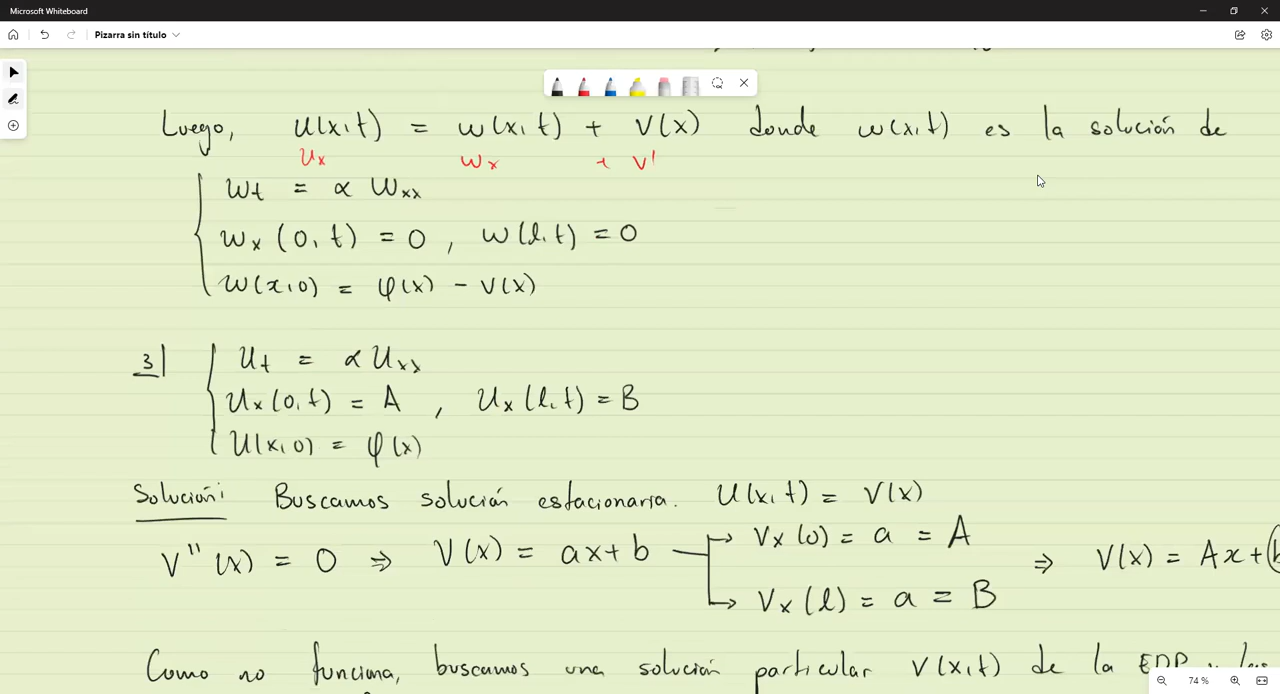 Microsoft Whiteboard
Pizarra sin título
Luego, U(x,t) = w(x,t) + V(x) donde w(x,t) es la solución de
Ux wx + V'
wt = α wxx
wx(0,t) = 0, w(l,t) = 0
w(x,0) = φ(x) - V(x)
3| Ut = α Uxx
Ux(0,t) = A, Ux(l,t) = B
U(x,0) = φ(x)
Solución: Buscamos solución estacionaria. U(x,t) = V(x)
V''(x) = 0 ⇒ V(x) = ax+b → Vx(0) = a = A
→ Vx(l) = a = B
⇒ V(x) = Ax+(b
Como no funciona, buscamos una solución particular V(x,t) de la EDP y las
74 %